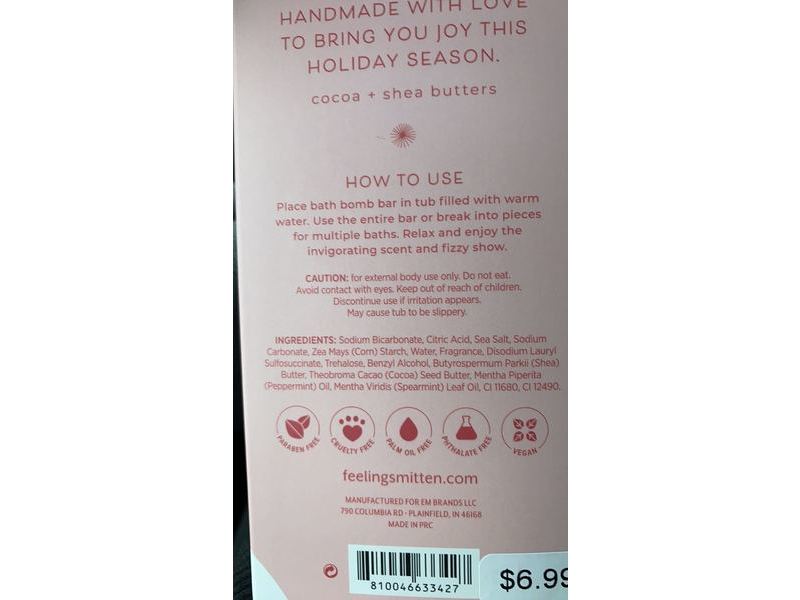 HANDMADE WITH LOVE
TO BRING YOU JOY THIS
HOLIDAY SEASON.
cocoa + shea butters
HOW TO USE
Place bath bomb bar in tub filled with warm
water. Use the entire bar or break into pieces
for multiple baths. Relax and enjoy the
invigorating scent and fizzy show.
CAUTION: for external body use only. Do not eat.
Avoid contact with eyes. Keep out of reach of children.
Discontinue use if irritation appears.
May cause tub to be slippery.
INGREDIENTS: Sodium Bicarbonate, Citric Acid, Sea Salt, Sodium
Carbonate, Zea Mays (Corn) Starch, Water, Fragrance, Disodium Lauryl
Sulfosuccinate, Trehalose, Benzyl Alcohol, Butyrospermum Parkii (Shea)
Butter, Theobroma Cacao (Cocoa) Seed Butter, Mentha Piperita
(Peppermint) Oil, Mentha Viridis (Spearmint) Leaf Oil, CI 11680, CI 12490.
PARABEN FREE
CRUELTY FREE
PALM OIL FREE
PHTHALATE FREE
VEGAN
feelingsmitten.com
MANUFACTURED FOR EM BRANDS LLC
790 COLUMBIA RD • PLAINFIELD, IN 46168
MADE IN PRC
810046633427
$6.99